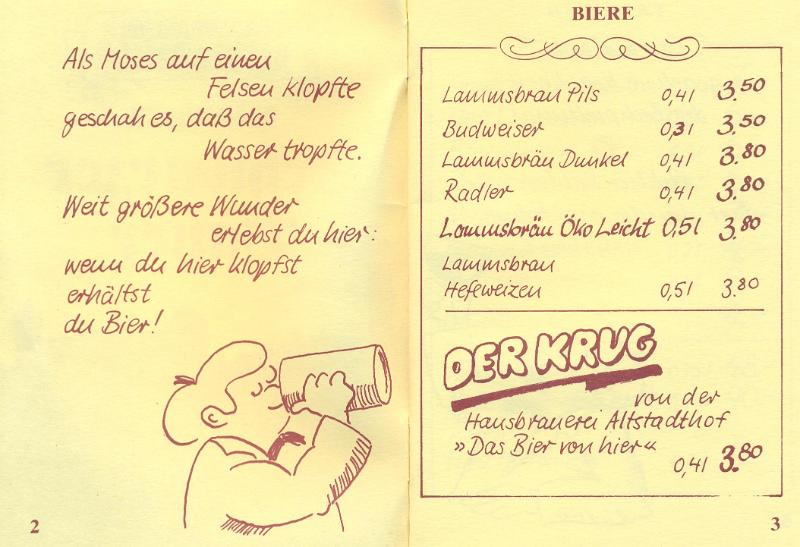 Als Moses auf einen
Felsen klopfte
geschah es, daß das
Wasser tropfte.
Weit größere Wunder
erlebst du hier:
wenn du hier klopfst
erhältst
du Bier!
2
BIERE
Lammsbräu Pils 0,4l 3.50
Budweiser 0,3l 3.50
Lammsbräu Dunkel 0,4l 3.80
Radler 0,4l 3.80
Lammsbräu Öko Leicht 0,5l 3.80
Lammsbräu
Hefeweizen 0,5l 3.80
DER KRUG
von der
Hausbrauerei Altstadthof
»Das Bier von hier«
0,4l 3.80
3